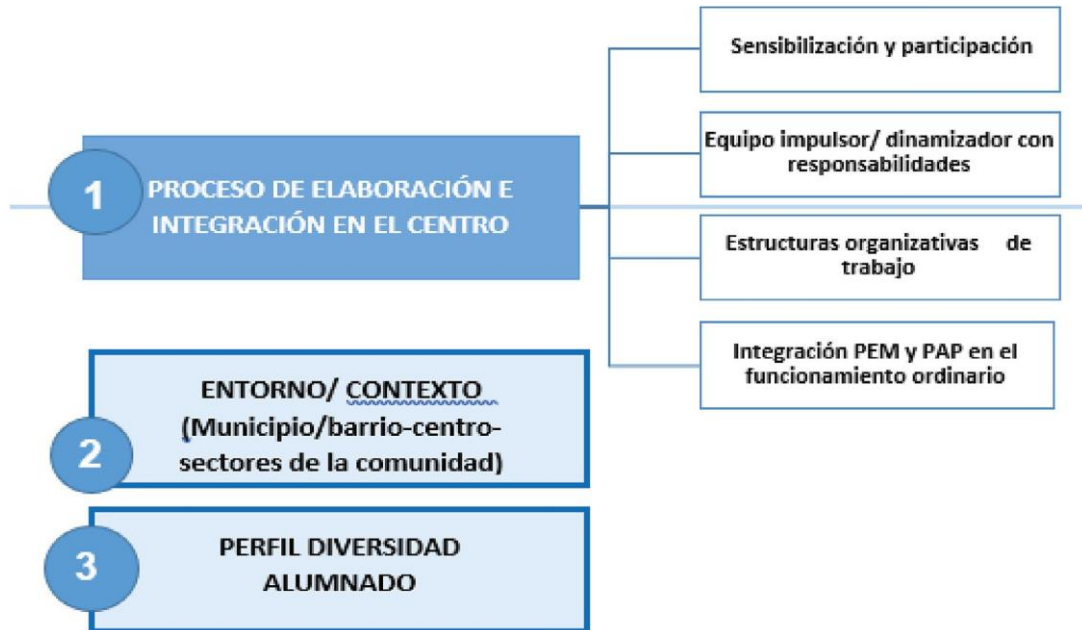 1
PROCESO DE ELABORACIÓN E
INTEGRACIÓN EN EL CENTRO
Sensibilización y participación
Equipo impulsor/ dinamizador con
responsabilidades
Estructuras organizativas de
trabajo
Integración PEM y PAP en el
funcionamiento ordinario
2
ENTORNO/ CONTEXTO
(Municipio/barrio-centro-
sectores de la comunidad)
3
PERFIL DIVERSIDAD
ALUMNADO